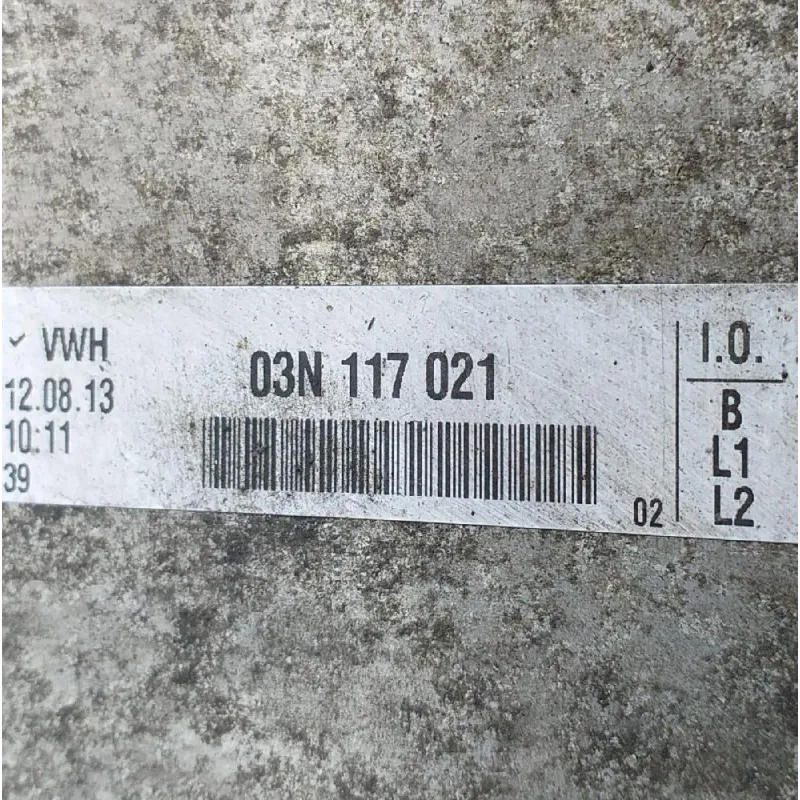 ✓ VWH
12.08.13
10:11
39
03N 117 021
02
I.O.
B
L1
L2